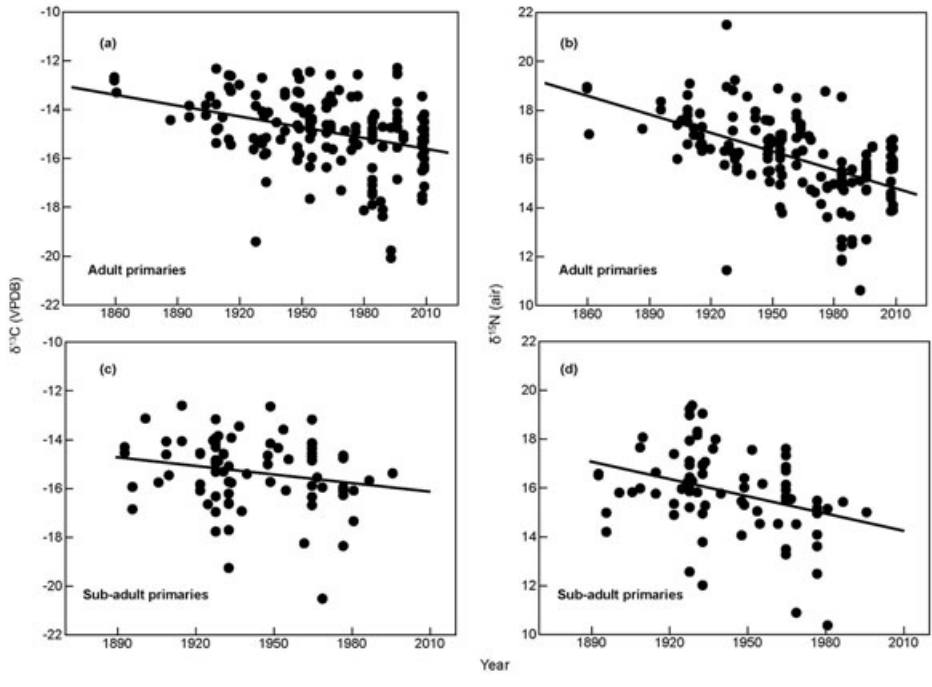 -10
-12
-14
-16
-18
-20
-22
(a)
Adult primaries
1860 1890 1920 1950 1980 2010
22
20
18
16
14
12
10
(b)
Adult primaries
1860 1890 1920 1950 1980 2010
δ¹³C (VPDB)
δ¹⁵N (air)
-10
-12
-14
-16
-18
-20
-22
(c)
Sub-adult primaries
1890 1920 1950 1980 2010
22
20
18
16
14
12
10
(d)
Sub-adult primaries
1890 1920 1950 1980 2010
Year